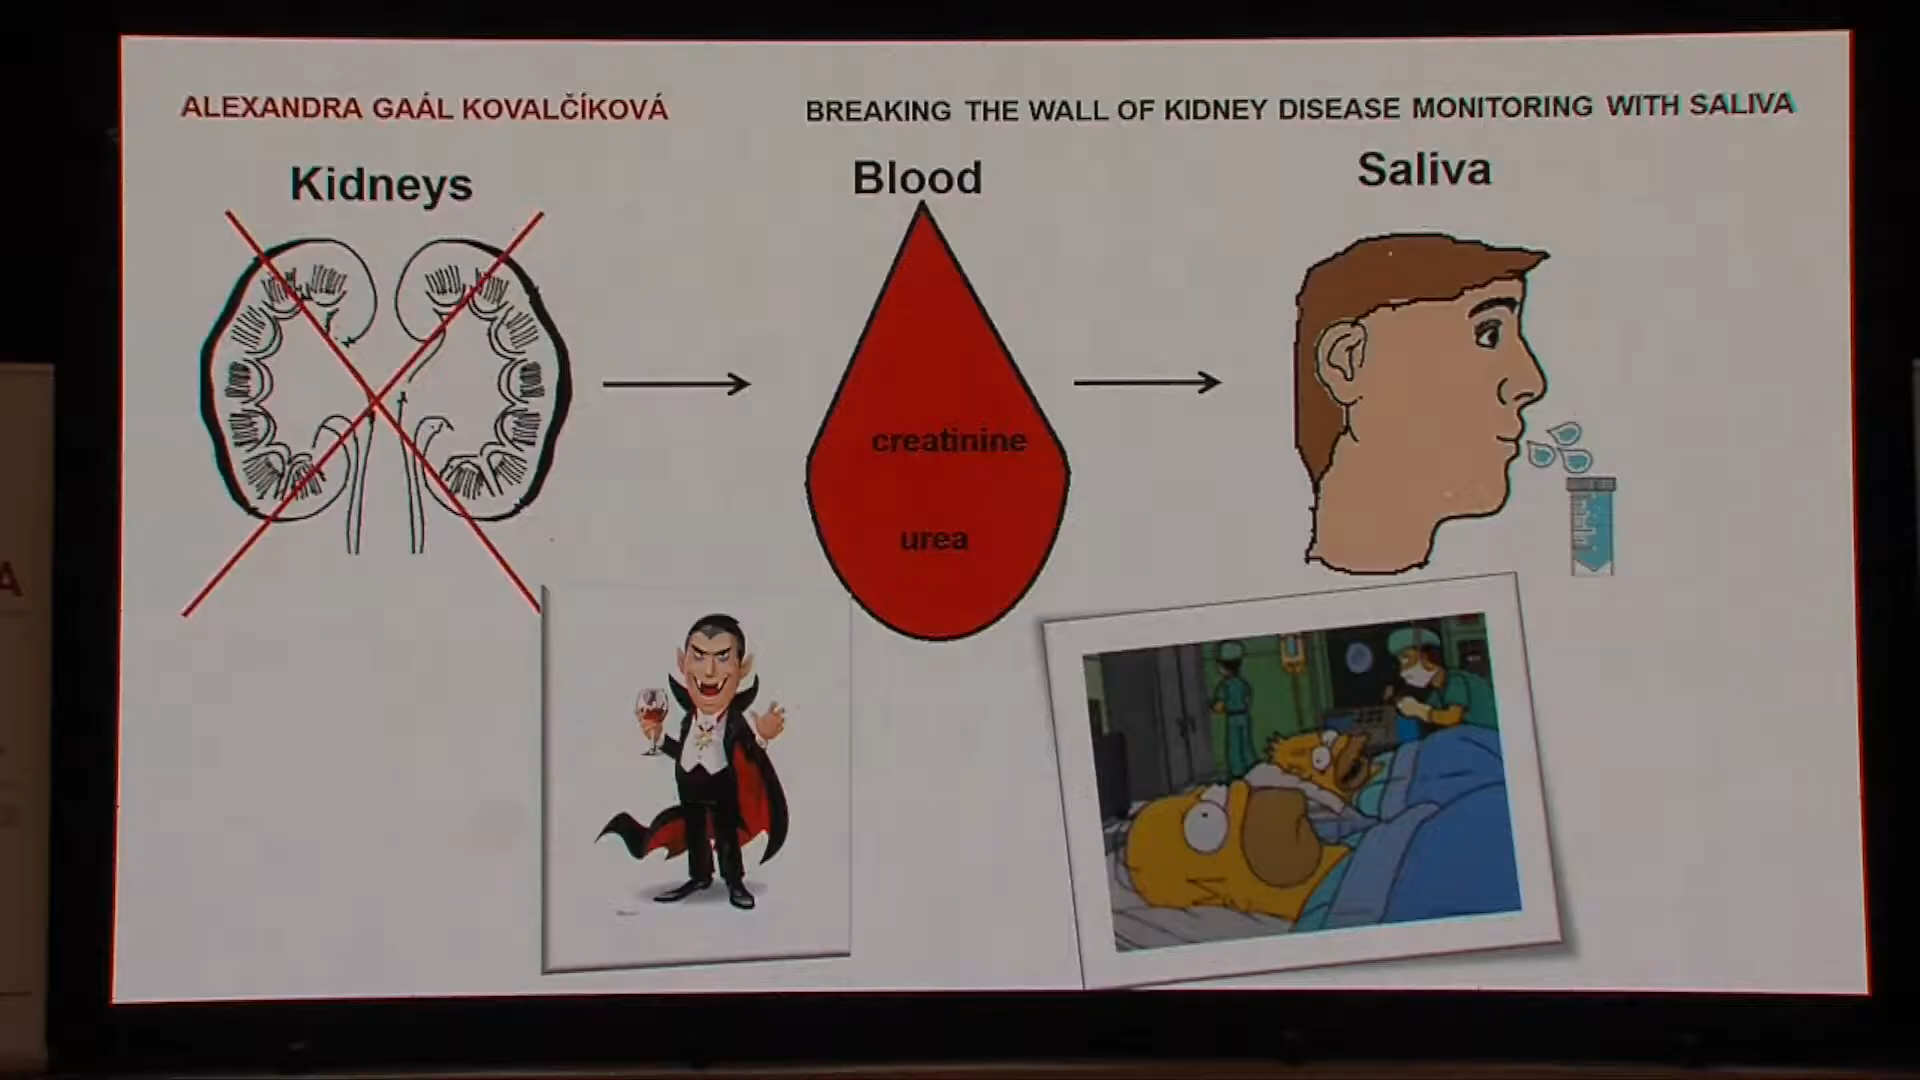 ALEXANDRA GAÁL KOVALČÍKOVÁ
BREAKING THE WALL OF KIDNEY DISEASE MONITORING WITH SALIVA
Kidneys
Blood
Saliva
creatinine
urea
A